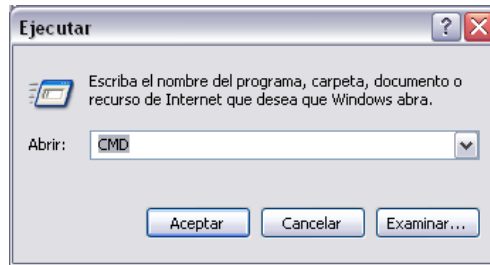 Ejecutar
Escriba el nombre del programa, carpeta, documento o
recurso de Internet que desea que Windows abra.
Abrir: CMD
Aceptar Cancelar Examinar...